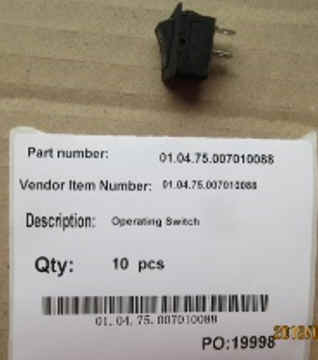 Part number: 01.04.75.007010088
Vendor Item Number: 01.04.75.007010088
Description: Operating Switch
Qty: 10 pcs
01.04.75.007010088
PO:19998